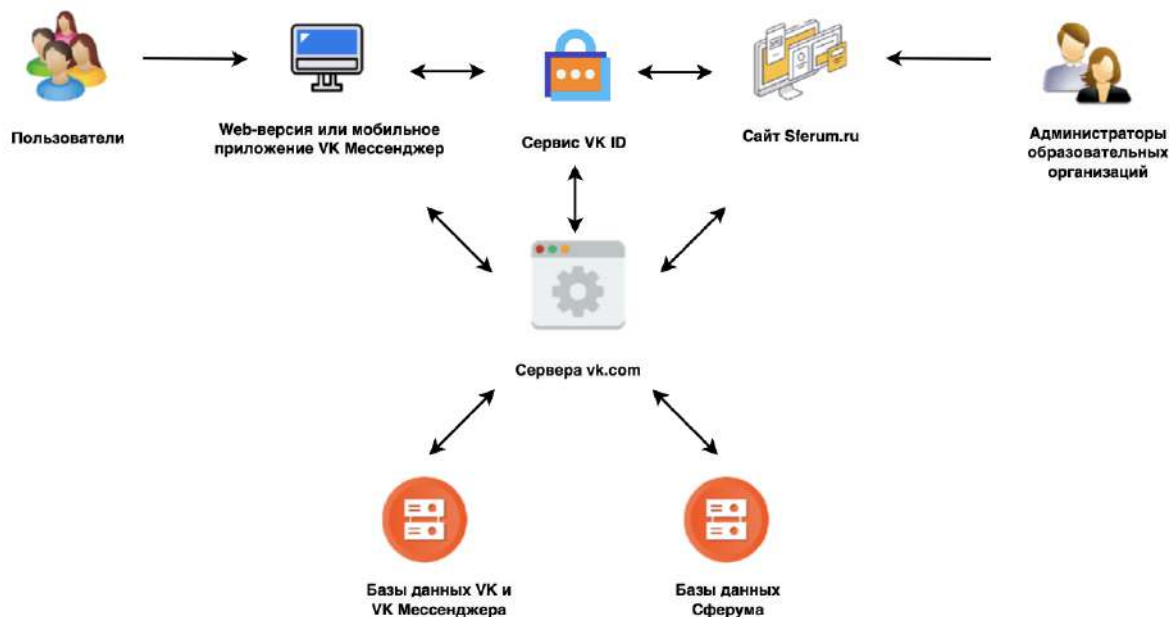 Пользователи
Web-версия или мобильное
приложение VK Мессенджер
Сервис VK ID
Сайт Sferum.ru
Администраторы
образовательных
организаций
Сервера vk.com
Базы данных VK и
VK Мессенджера
Базы данных
Сферума